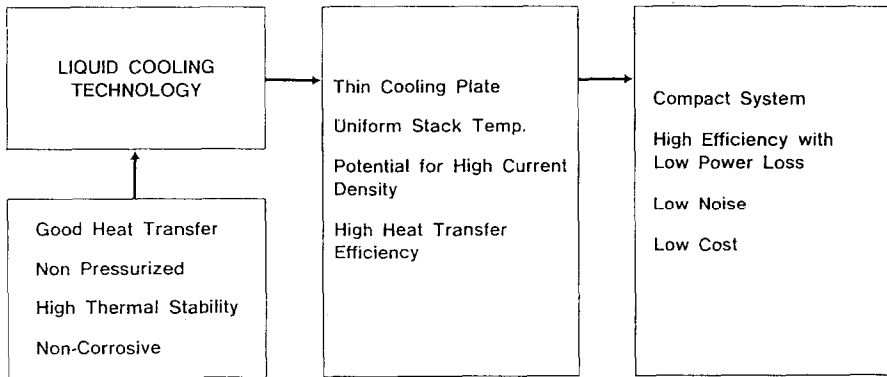 LIQUID COOLING
TECHNOLOGY
Good Heat Transfer
Non Pressurized
High Thermal Stability
Non-Corrosive
Thin Cooling Plate
Uniform Stack Temp.
Potential for High Current
Density
High Heat Transfer
Efficiency
Compact System
High Efficiency with
Low Power Loss
Low Noise
Low Cost